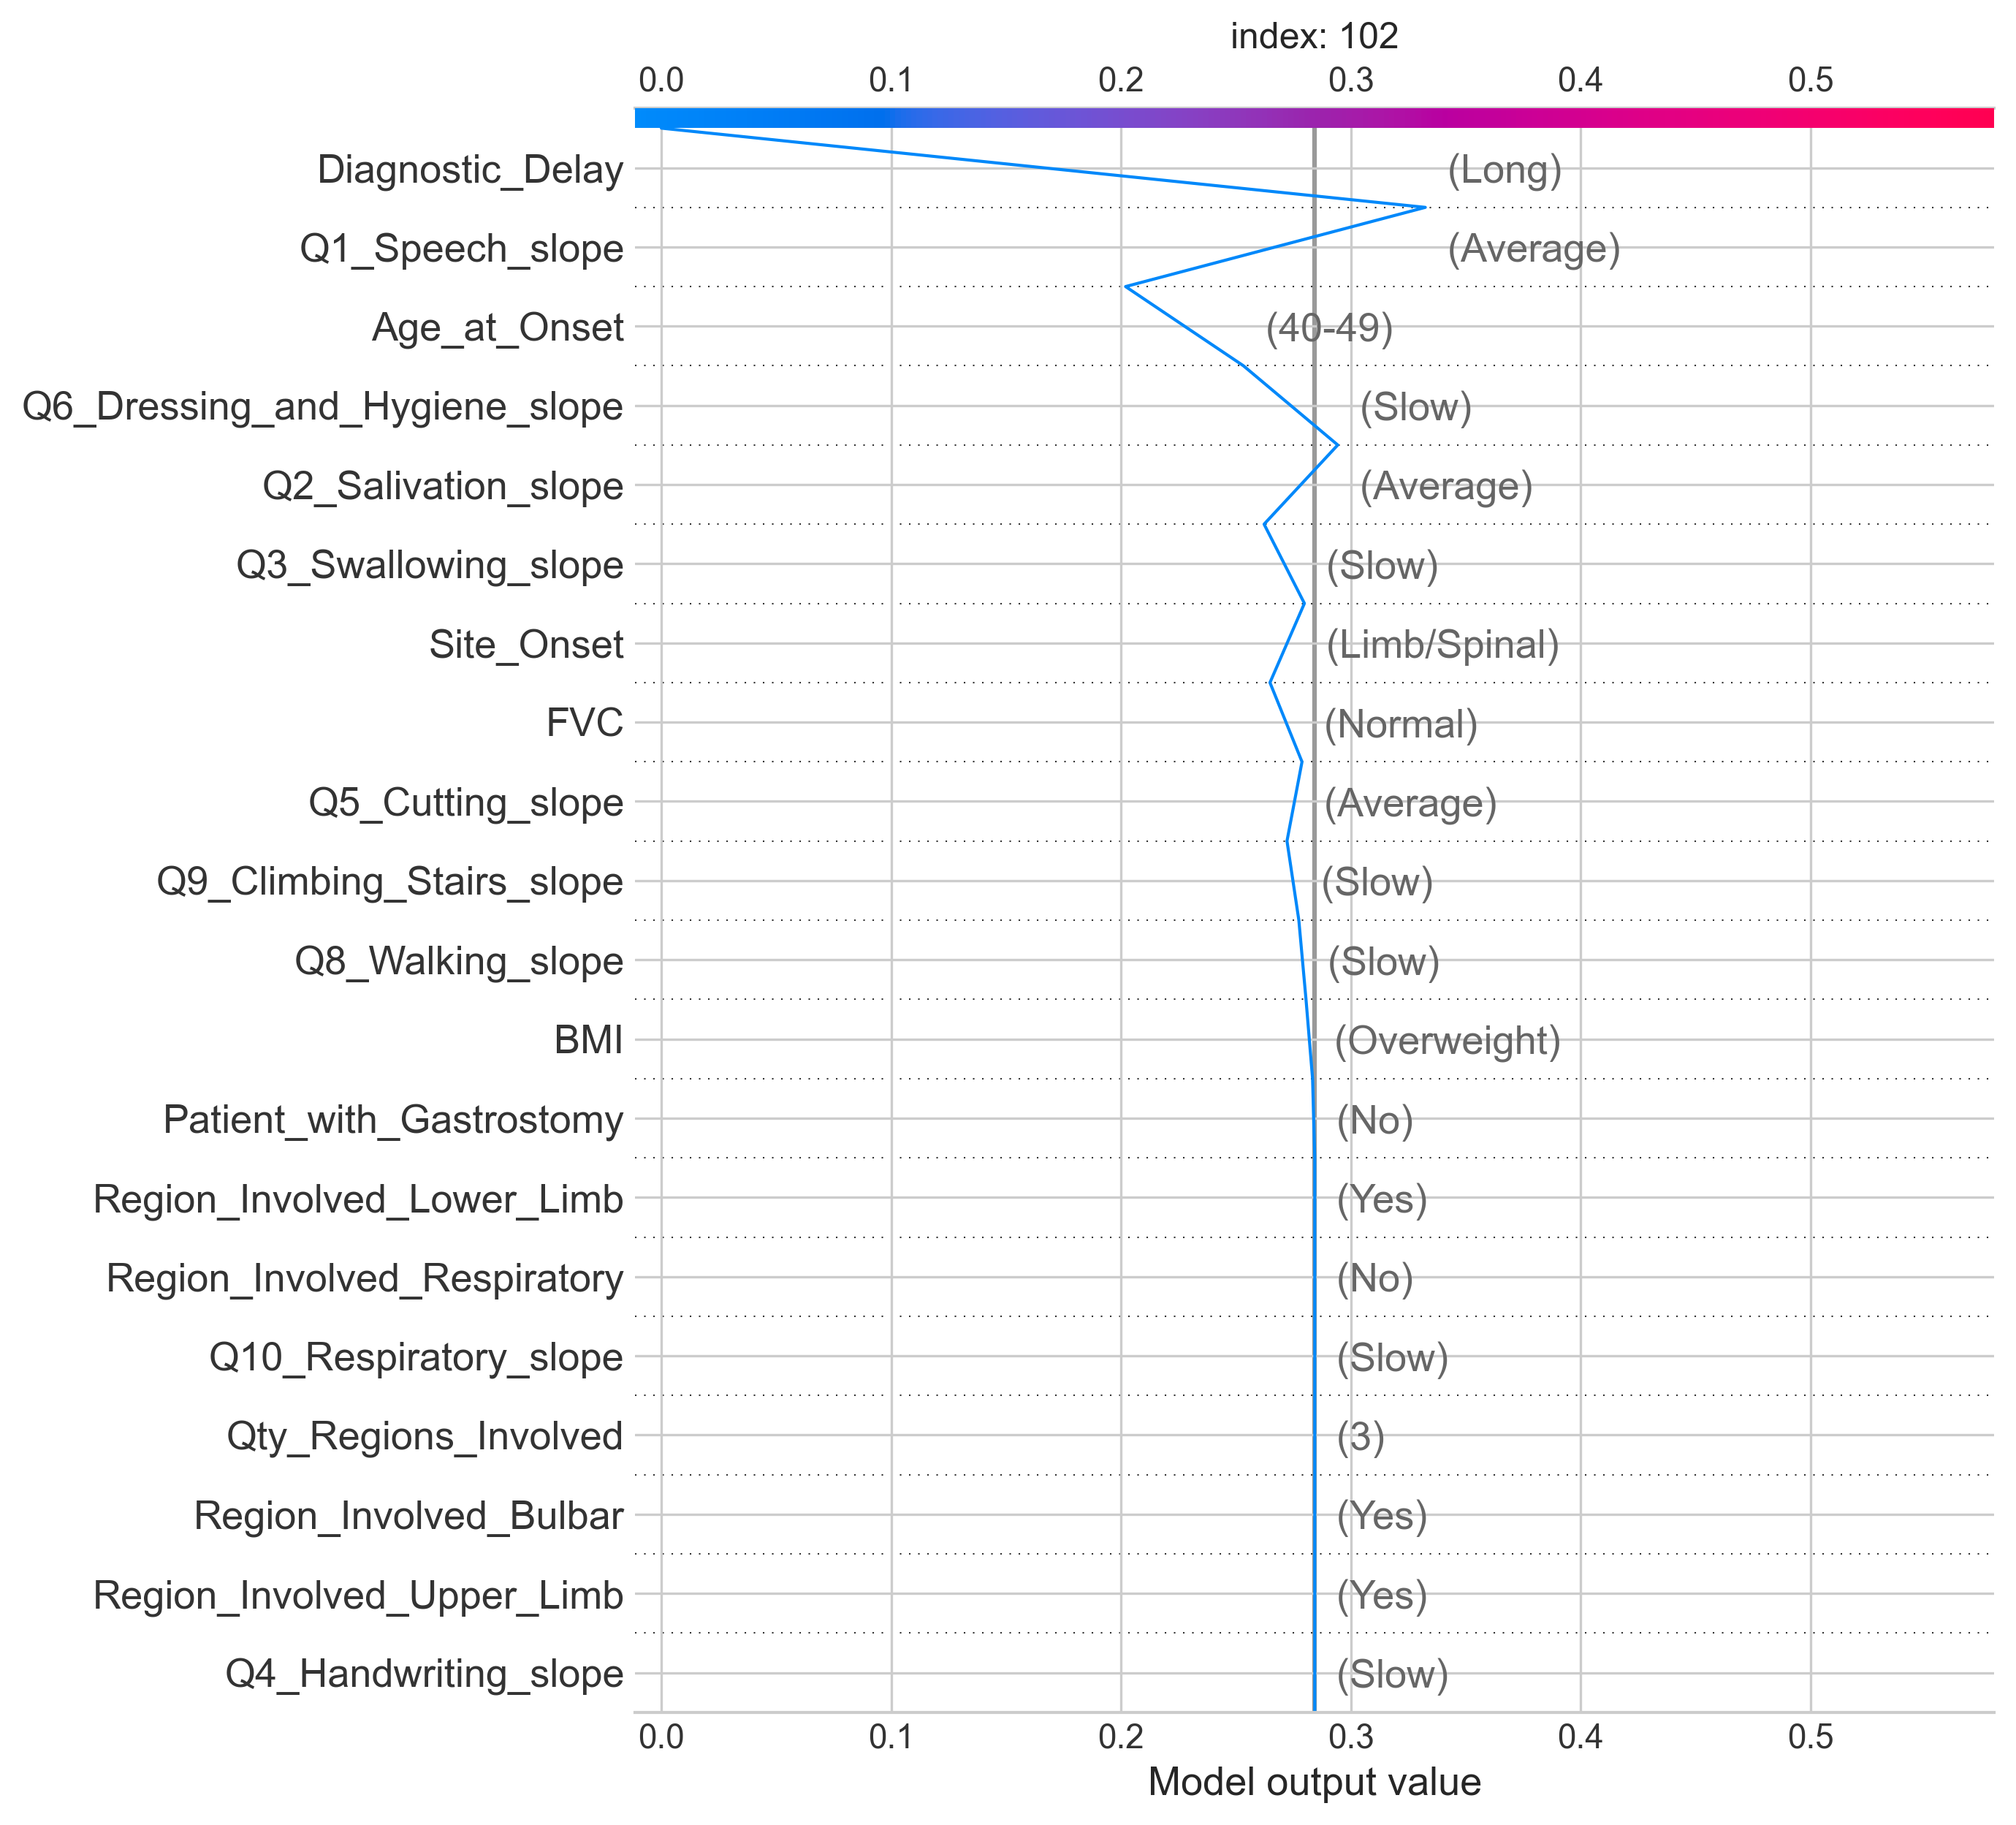 index: 102
0.0 0.1 0.2 0.3 0.4 0.5
Diagnostic_Delay (Long)
Q1_Speech_slope (Average)
Age_at_Onset (40-49)
Q6_Dressing_and_Hygiene_slope (Slow)
Q2_Salivation_slope (Average)
Q3_Swallowing_slope (Slow)
Site_Onset (Limb/Spinal)
FVC (Normal)
Q5_Cutting_slope (Average)
Q9_Climbing_Stairs_slope (Slow)
Q8_Walking_slope (Slow)
BMI (Overweight)
Patient_with_Gastrostomy (No)
Region_Involved_Lower_Limb (Yes)
Region_Involved_Respiratory (No)
Q10_Respiratory_slope (Slow)
Qty_Regions_Involved (3)
Region_Involved_Bulbar (Yes)
Region_Involved_Upper_Limb (Yes)
Q4_Handwriting_slope (Slow)
0.0 0.1 0.2 0.3 0.4 0.5
Model output value